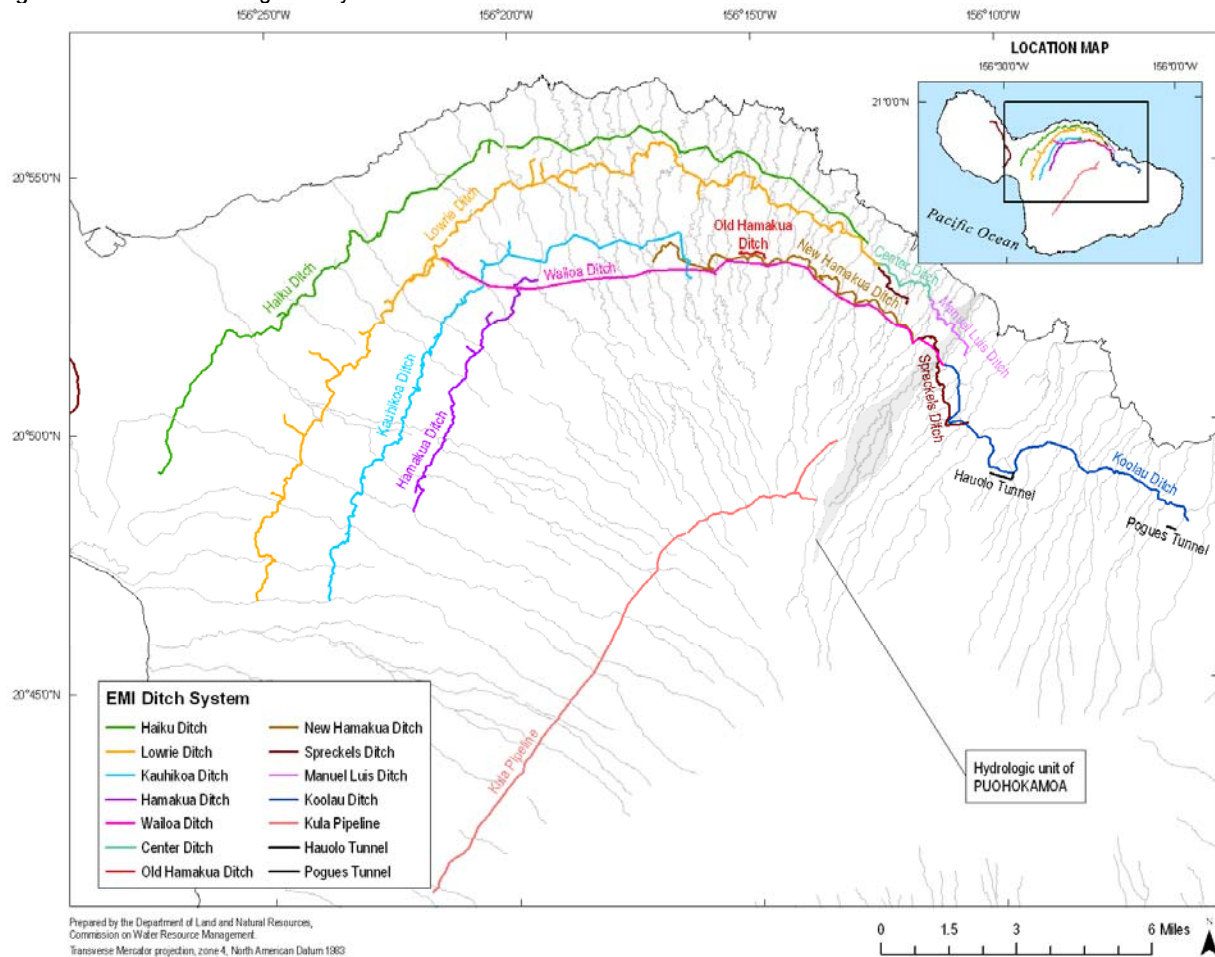 156°25'0"W
156°20'0"W
156°15'0"W
156°10'0"W
LOCATION MAP
156°30'0"W
156°0'0"W
21°0'0"N
Pacific Ocean
20°55'0"N
20°50'0"N
20°45'0"N
Haiku Ditch
Lowrie Ditch
Kauhikoa Ditch
Hamakua Ditch
Wailoa Ditch
Old Hamakua
Ditch
New Hamakua Ditch
Center Ditch
Manuel Luis Ditch
Spreckels Ditch
Koolau Ditch
Hauolo Tunnel
Pogues Tunnel
Kula Pipeline
Hydrologic unit of
PUOHOKAMOA
EMI Ditch System
Haiku Ditch
Lowrie Ditch
Kauhikoa Ditch
Hamakua Ditch
Wailoa Ditch
Center Ditch
Old Hamakua Ditch
New Hamakua Ditch
Spreckels Ditch
Manuel Luis Ditch
Koolau Ditch
Kula Pipeline
Hauolo Tunnel
Pogues Tunnel
Prepared by the Department of Land and Natural Resources,
Commission on Water Resource Management.
Transverse Mercator projection, zone 4, North American Datum 1983
0 1.5 3 6 Miles
N